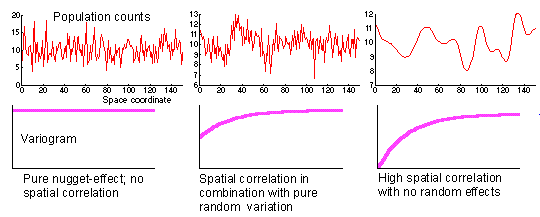 Population counts
20
15
10
5
0
0 20 40 60 80 100 120 140
Space coordinate
13
12
11
10
9
8
7
6
0 20 40 60 80 100 120 140
12
11
10
9
8
7
0 20 40 60 80 100 120 140
Variogram
Pure nugget-effect; no
spatial correlation
Spatial correlation in
combination with pure
random variation
High spatial correlation
with no random effects